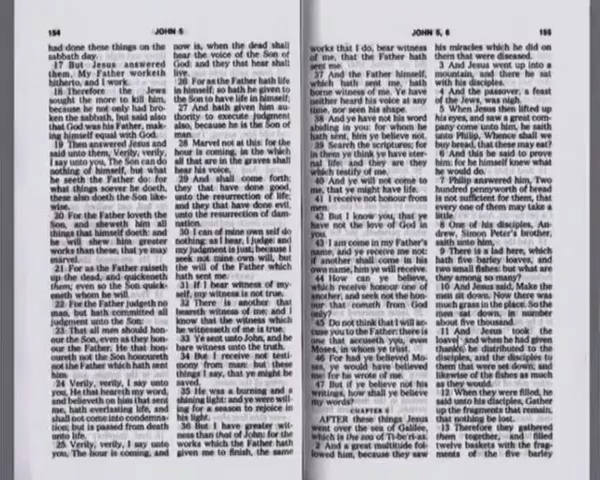 154
JOHN 5
had done these things on the
sabbath day.
17 But Jesus answered
them, My Father worketh
hitherto, and I work.
18 Therefore the Jews
sought the more to kill him,
because he not only had bro-
ken the sabbath, but said also
that God was his Father, mak-
ing himself equal with God.
19 Then answered Jesus and
said unto them, Verily, verily,
I say unto you, The Son can do
nothing of himself, but what
he seeth the Father do: for
what things soever he doeth,
these also doeth the Son like-
wise.
20 For the Father loveth the
Son, and sheweth him all
things that himself doeth: and
he will shew him greater
works than these, that ye may
marvel.
21 For as the Father raiseth
up the dead, and quickeneth
them; even so the Son quick-
eneth whom he will.
22 For the Father judgeth no
man, but hath committed all
judgment unto the Son:
23 That all men should hon-
our the Son, even as they hon-
our the Father. He that hon-
oureth not the Son honoureth
not the Father which hath sent
him.
24 Verily, verily, I say unto
you, He that heareth my word,
and believeth on him that sent
me, hath everlasting life, and
shall not come into condemna-
tion; but is passed from death
unto life.
25 Verily, verily, I say unto
you, The hour is coming, and
now is, when the dead shall
hear the voice of the Son of
God: and they that hear shall
live.
26 For as the Father hath life
in himself; so hath he given to
the Son to have life in himself;
27 And hath given him au-
thority to execute judgment
also, because he is the Son of
man.
28 Marvel not at this: for the
hour is coming, in the which
all that are in the graves shall
hear his voice,
29 And shall come forth;
they that have done good,
unto the resurrection of life;
and they that have done evil,
unto the resurrection of dam-
nation.
30 I can of mine own self do
nothing: as I hear, I judge: and
my judgment is just; because I
seek not mine own will, but
the will of the Father which
hath sent me.
31 If I bear witness of my-
self, my witness is not true.
32 There is another that
beareth witness of me; and I
know that the witness which
he witnesseth of me is true.
33 Ye sent unto John, and he
bare witness unto the truth.
34 But I receive not testi-
mony from man: but these
things I say, that ye might be
saved.
35 He was a burning and a
shining light: and ye were wil-
ling for a season to rejoice in
his light.
36 But I have greater wit-
ness than that of John: for the
works which the Father hath
given me to finish, the same
JOHN 5, 6
155
works that I do, bear witness
of me, that the Father hath
sent me.
37 And the Father himself,
which hath sent me, hath
borne witness of me. Ye have
neither heard his voice at any
time, nor seen his shape.
38 And ye have not his word
abiding in you: for whom he
hath sent, him ye believe not.
39 Search the scriptures; for
in them ye think ye have eter-
nal life: and they are they
which testify of me.
40 And ye will not come to
me, that ye might have life.
41 I receive not honour from
men.
42 But I know you, that ye
have not the love of God in
you.
43 I am come in my Father's
name, and ye receive me not:
if another shall come in his
own name, him ye will receive.
44 How can ye believe,
which receive honour one of
another, and seek not the hon-
our that cometh from God
only?
45 Do not think that I will ac-
cuse you to the Father: there is
one that accuseth you, even
Moses, in whom ye trust.
46 For had ye believed Mo-
ses, ye would have believed
me: for he wrote of me.
47 But if ye believe not his
writings, how shall ye believe
my words?
CHAPTER 6
AFTER these things Jesus
went over the sea of Galilee,
which is the sea of Ti-be'ri-as.
2 And a great multitude fol-
lowed him, because they saw
his miracles which he did on
them that were diseased.
3 And Jesus went up into a
mountain, and there he sat
with his disciples.
4 And the passover, a feast
of the Jews, was nigh.
5 When Jesus then lifted up
his eyes, and saw a great com-
pany come unto him, he saith
unto Philip, Whence shall we
buy bread, that these may eat?
6 And this he said to prove
him: for he himself knew what
he would do.
7 Philip answered him, Two
hundred pennyworth of bread
is not sufficient for them, that
every one of them may take a
little.
8 One of his disciples, An-
drew, Simon Peter's brother,
saith unto him,
9 There is a lad here, which
hath five barley loaves, and
two small fishes: but what are
they among so many?
10 And Jesus said, Make the
men sit down. Now there was
much grass in the place. So the
men sat down, in number
about five thousand.
11 And Jesus took the
loaves; and when he had given
thanks, he distributed to the
disciples, and the disciples to
them that were set down; and
likewise of the fishes as much
as they would.
12 When they were filled, he
said unto his disciples, Gather
up the fragments that remain,
that nothing be lost.
13 Therefore they gathered
them together, and filled
twelve baskets with the frag-
ments of the five barley